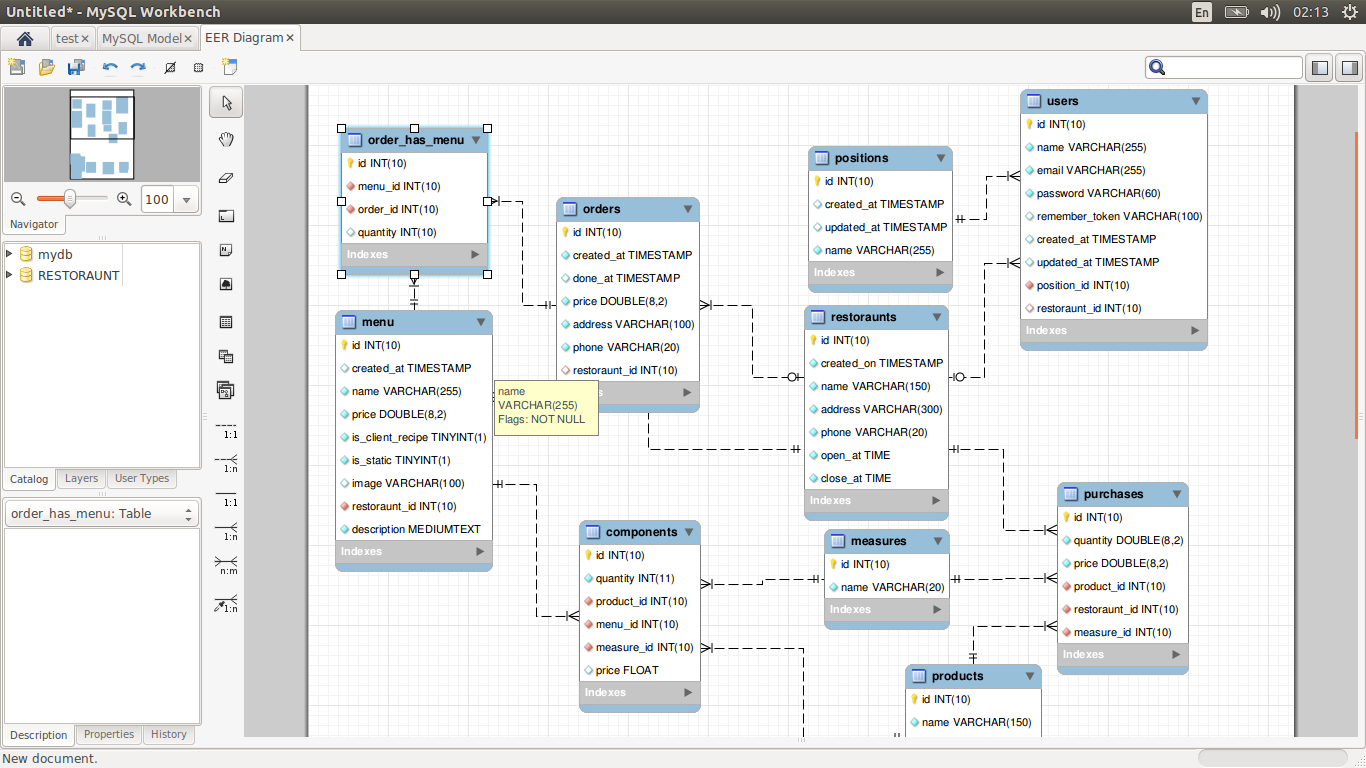 Untitled* - MySQL Workbench
En
02:13
test
MySQL Model
EER Diagram
100
Navigator
mydb
RESTORAUNT
Catalog
Layers
User Types
order_has_menu: Table
Description
Properties
History
New document.
1:1
1:n
1:1
1:n
n:m
1:n
order_has_menu
id INT(10)
menu_id INT(10)
order_id INT(10)
quantity INT(10)
Indexes
menu
id INT(10)
created_at TIMESTAMP
name VARCHAR(255)
price DOUBLE(8,2)
is_client_recipe TINYINT(1)
is_static TINYINT(1)
image VARCHAR(100)
restoraunt_id INT(10)
description MEDIUMTEXT
Indexes
name
VARCHAR(255)
Flags: NOT NULL
orders
id INT(10)
created_at TIMESTAMP
done_at TIMESTAMP
price DOUBLE(8,2)
address VARCHAR(100)
phone VARCHAR(20)
restoraunt_id INT(10)
components
id INT(10)
quantity INT(11)
product_id INT(10)
menu_id INT(10)
measure_id INT(10)
price FLOAT
Indexes
positions
id INT(10)
created_at TIMESTAMP
updated_at TIMESTAMP
name VARCHAR(255)
Indexes
restoraunts
id INT(10)
created_on TIMESTAMP
name VARCHAR(150)
address VARCHAR(300)
phone VARCHAR(20)
open_at TIME
close_at TIME
Indexes
measures
id INT(10)
name VARCHAR(20)
Indexes
products
id INT(10)
name VARCHAR(150)
users
id INT(10)
name VARCHAR(255)
email VARCHAR(255)
password VARCHAR(60)
remember_token VARCHAR(100)
created_at TIMESTAMP
updated_at TIMESTAMP
position_id INT(10)
restoraunt_id INT(10)
Indexes
purchases
id INT(10)
quantity DOUBLE(8,2)
price DOUBLE(8,2)
product_id INT(10)
restoraunt_id INT(10)
measure_id INT(10)
Indexes